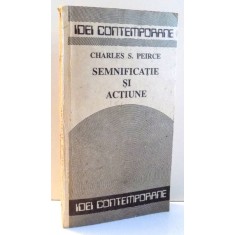 IDEI CONTEMPORANE
CHARLES S. PEIRCE
SEMNIFICAȚIE
ȘI
ACȚIUNE
IDEI CONTEMPORANE